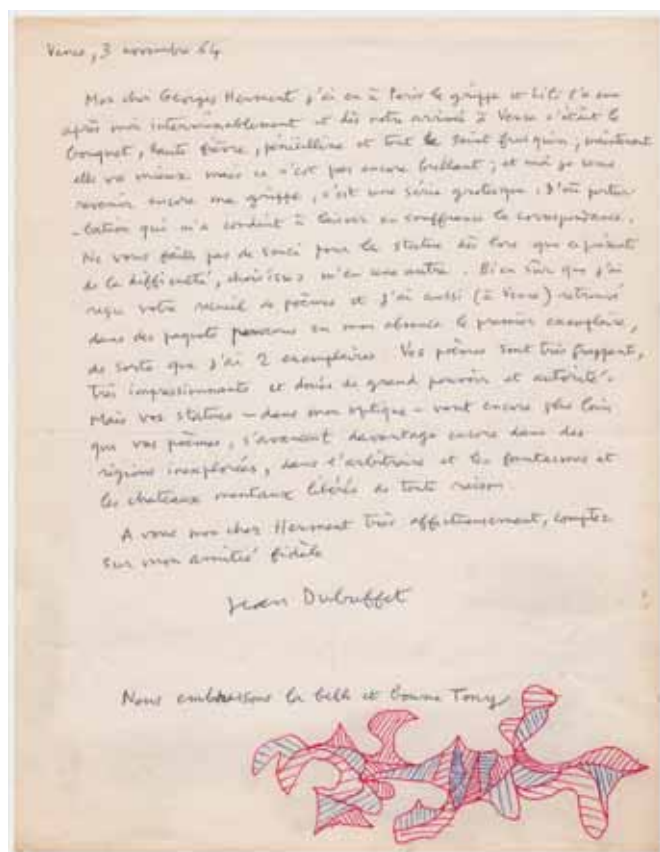 Vence, 3 novembre 64
Mon cher Georges Herment j'ai eu à Paris la grippe et Lili l'a eue
après moi interminablement et dès notre arrivée à Vence c'était le
bouquet, haute fièvre, pénicilline et tout le saint frusquin; maintenant
elle va mieux mais ce n'est pas encore brillant; et moi je sens
revenir encore ma grippe, c'est une série grotesque. D'où pertur
-bation qui m'a conduit à laisser en souffrance la correspondance.
Ne vous faites pas de souci pour la statue dès lors que
de la difficulté, choisissez m'en une autre. Bien sûr que j'ai
reçu votre recueil de poèmes et j'ai aussi (à Vence) retrouvé
dans des paquets parvenus en mon absence le premier exemplaire,
de sorte que j'ai 2 exemplaires. Vos poèmes sont très frappants,
très impressionnants et doués de grand pouvoir et autorité.
Mais vos statues – dans mon optique – vont encore plus loin
que vos poèmes, s'avancent davantage encore dans des
régions inexplorées, dans l'arbitraire et les et
les chateaux mentaux libérés de toute raison.
A vous mon cher Herment très affectueusement, comptez
sur mon amitié fidèle
Jean Dubuffet
Nous embrassons la belle et bonne Tony